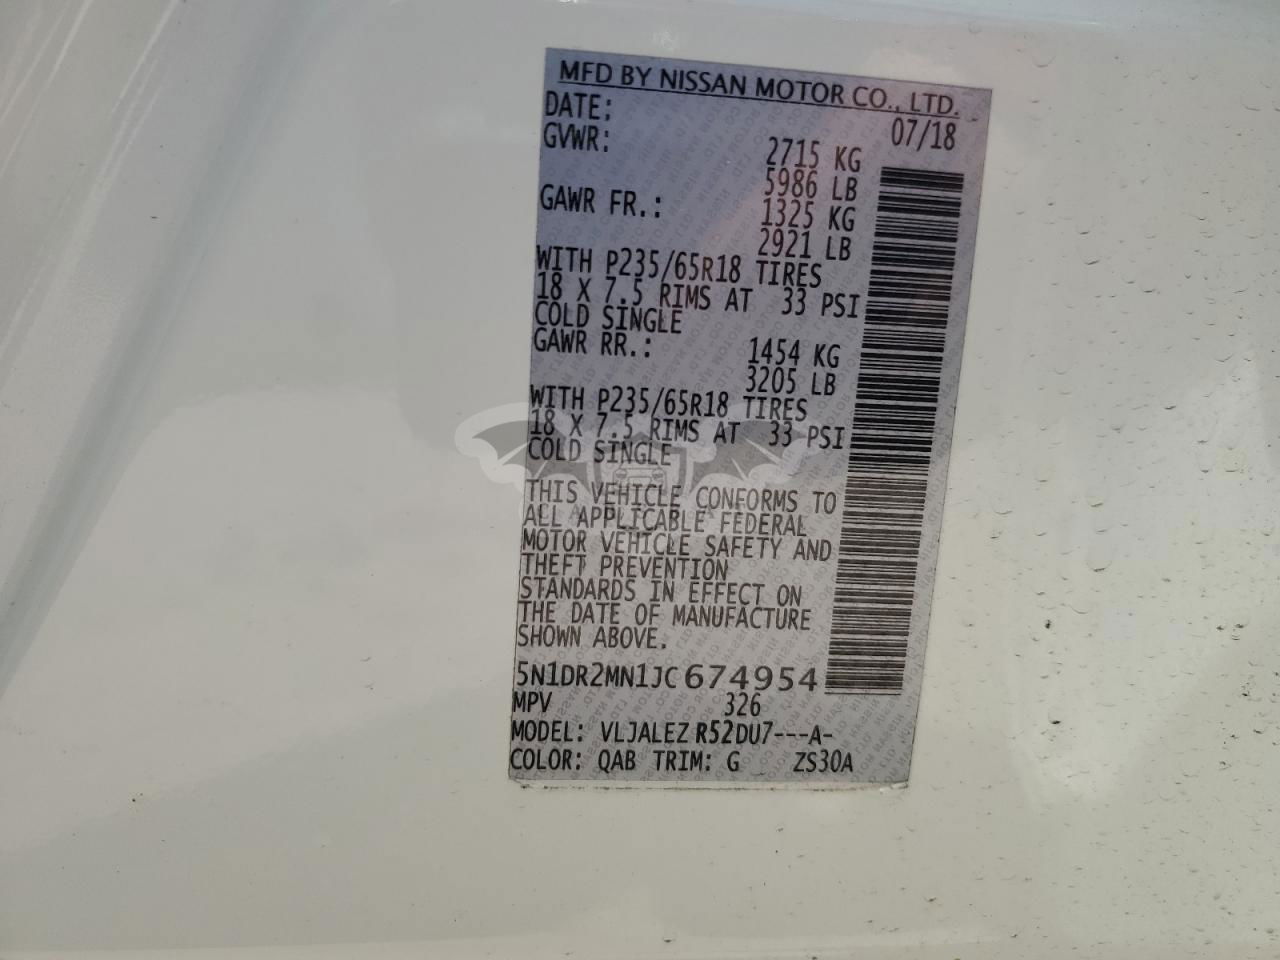 MFD BY NISSAN MOTOR CO., LTD.
DATE: 07/18
GVWR: 2715 KG
5986 LB
GAWR FR.: 1325 KG
2921 LB
WITH P235/65R18 TIRES
18 X 7.5 RIMS AT 33 PSI
COLD SINGLE
GAWR RR.: 1454 KG
3205 LB
WITH P235/65R18 TIRES
18 X 7.5 RIMS AT 33 PSI
COLD SINGLE
THIS VEHICLE CONFORMS TO
ALL APPLICABLE FEDERAL
MOTOR VEHICLE SAFETY AND
THEFT PREVENTION
STANDARDS IN EFFECT ON
THE DATE OF MANUFACTURE
SHOWN ABOVE.
5N1DR2MN1JC674954
MPV 326
MODEL: VLJALEZ R52DU7---A-
COLOR: QAB TRIM: G ZS30A